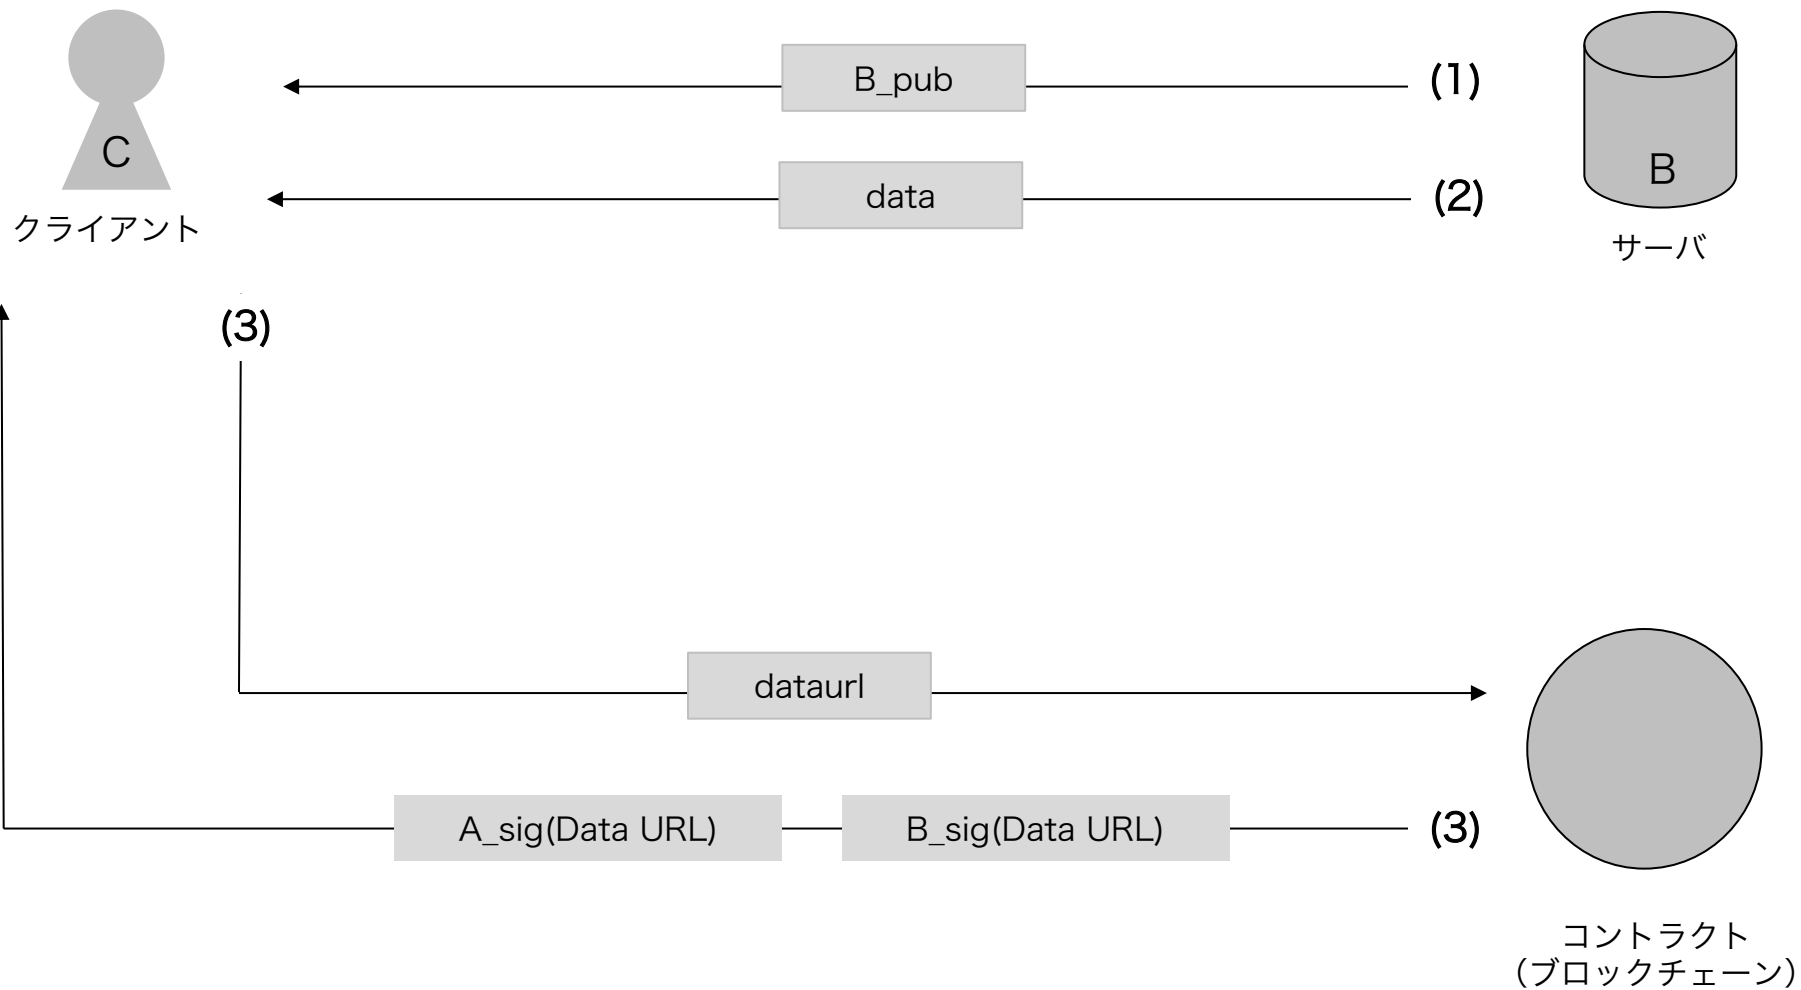 B_pub
(1)
C
data
(2)
B
クライアント
サーバ
(3)
dataurl
A_sig(Data URL)
B_sig(Data URL)
(3)
コントラクト
（ブロックチェーン）